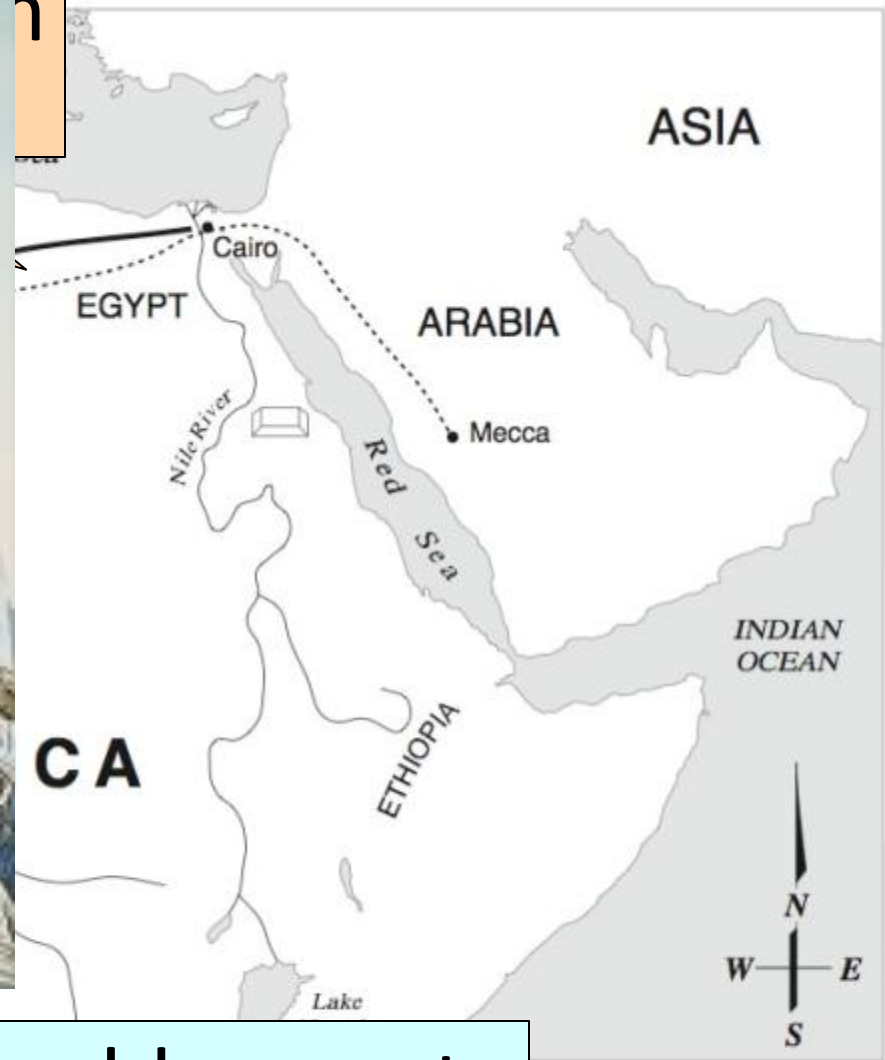 ASIA
Cairo
EGYPT
ARABIA
Nile River
Mecca
Red
Sea
INDIAN
OCEAN
ETHIOPIA
CA
N
W E
S
Lake